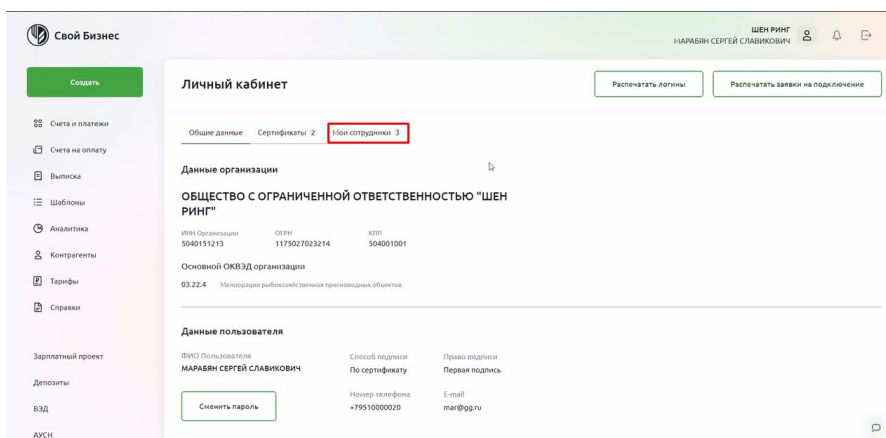 Свой Бизнес
ШЕН РИНГ
МАРАБЯН СЕРГЕЙ СЛАВИКОВИЧ
Создать
Счета и платежи
Счета на оплату
Выписка
Шаблоны
Аналитика
Контрагенты
Тарифы
Справки
Зарплатный проект
Депозиты
ВЭД
АУСН
Личный кабинет
Распечатать логины
Распечатать заявки на подключение
Общие данные Сертификаты 2 Мои сотрудники 3
Данные организации
ОБЩЕСТВО С ОГРАНИЧЕННОЙ ОТВЕТСТВЕННОСТЬЮ "ШЕН
РИНГ"
ИНН Организации ОГРН КПП
5040151213 1175027023214 504001001
Основной ОКВЭД организации
03.22.4 Мелиорация рыбохозяйственная пресноводных объектов
Данные пользователя
ФИО Пользователя Способ подписи Право подписи
МАРАБЯН СЕРГЕЙ СЛАВИКОВИЧ По сертификату Первая подпись
Номер телефона E-mail
Сменить пароль +79510000020 mar@gg.ru